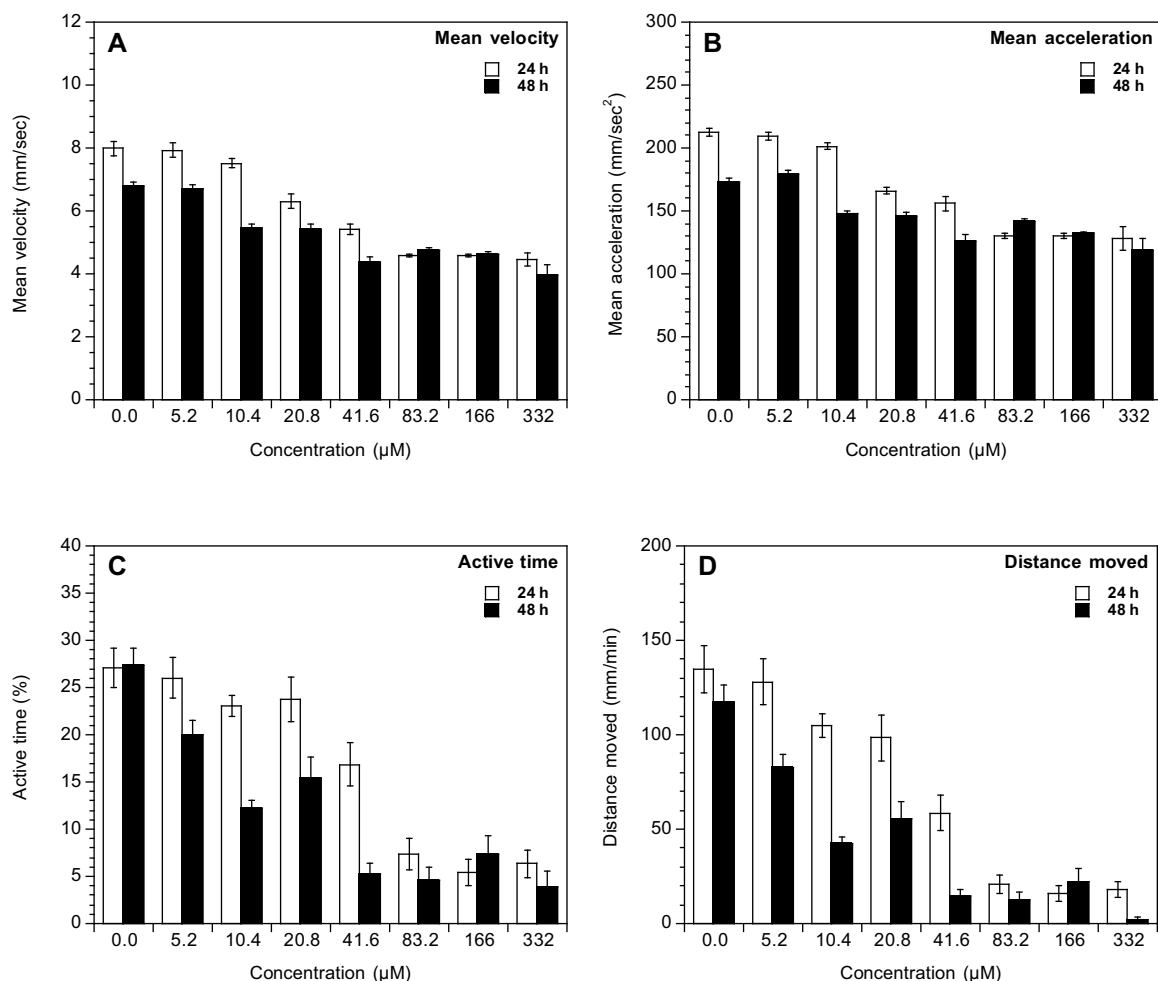 A
Mean velocity
24 h
48 h
12
10
8
6
4
2
0
Mean velocity (mm/sec)
0.0 5.2 10.4 20.8 41.6 83.2 166 332
Concentration (µM)
B
Mean acceleration
24 h
48 h
300
250
200
150
100
50
0
Mean acceleration (mm/sec²)
0.0 5.2 10.4 20.8 41.6 83.2 166 332
Concentration (µM)
C
Active time
24 h
48 h
40
35
30
25
20
15
10
5
0
Active time (%)
0.0 5.2 10.4 20.8 41.6 83.2 166 332
Concentration (µM)
D
Distance moved
24 h
48 h
200
150
100
50
0
Distance moved (mm/min)
0.0 5.2 10.4 20.8 41.6 83.2 166 332
Concentration (µM)